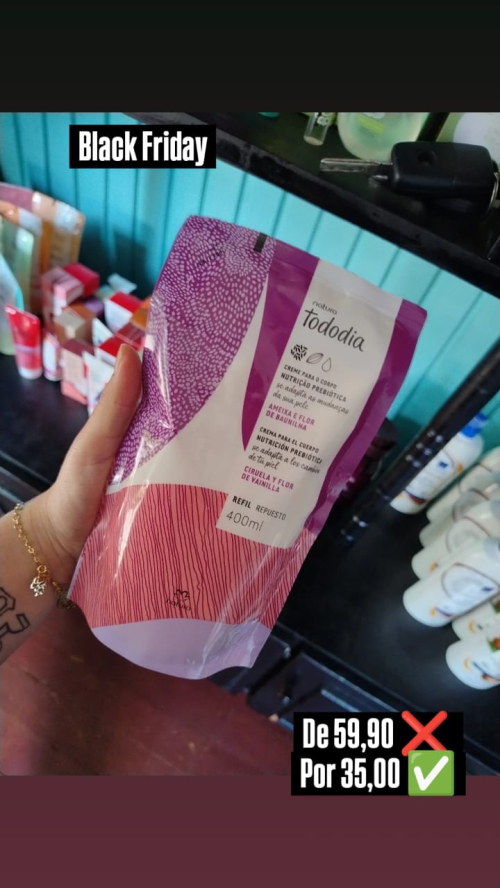 Black Friday
natura
tododia
CREME PARA O CORPO
NUTRIÇÃO PREBIÓTICA
se adapta às mudanças
da sua pele
AMEIXA E FLOR
DE BAUNILHA
CREMA PARA EL CUERPO
NUTRICIÓN PREBIÓTICA
se adapta a los cambios
de tu piel
CIRUELA Y FLOR
DE VAINILLA
REFIL REPUESTO
400ml
natura
De 59,90 ❌
Por 35,00 ✅